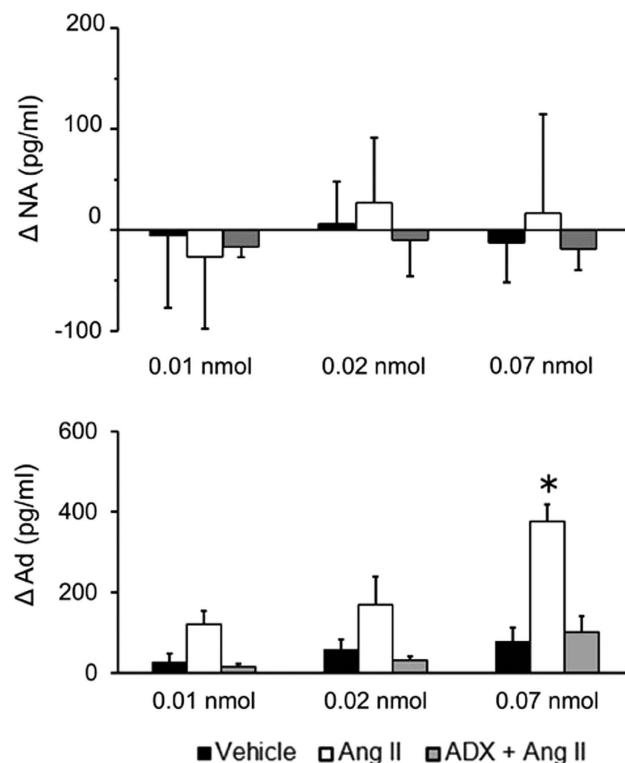 200
100
0
-100
Δ NA (pg/ml)
0.01 nmol 0.02 nmol 0.07 nmol
600
400
200
0
Δ Ad (pg/ml)
*
0.01 nmol 0.02 nmol 0.07 nmol
Vehicle Ang II ADX + Ang II